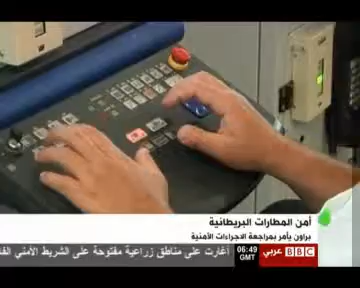 أمن المطارات البريطانية
براون يأمر بمراجعة الاجراءات الأمنية
06:49
GMT
عربي BBC
أغارت على مناطق زراعية مفتوحة على الشريط الأمني